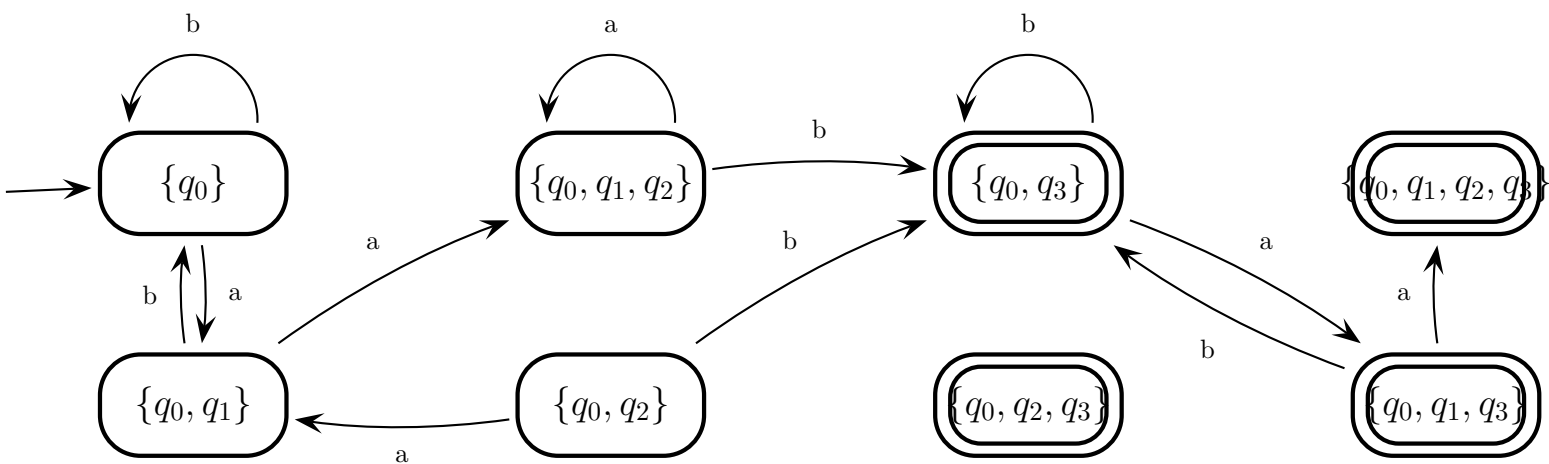 b a b
b
{q₀} {q₀, q₁, q₂} {q₀, q₃} {q₀, q₁, q₂, q₃}
a b a
b a a
b
{q₀, q₁} {q₀, q₂} {q₀, q₂, q₃} {q₀, q₁, q₃}
a